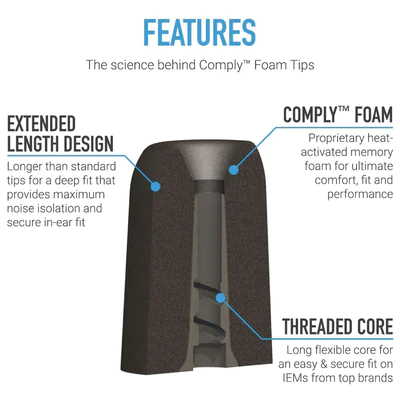 FEATURES
The science behind Comply™ Foam Tips
EXTENDED
LENGTH DESIGN
Longer than standard
tips for a deep fit that
provides maximum
noise isolation and
secure in-ear fit
COMPLY™ FOAM
Proprietary heat-
activated memory
foam for ultimate
comfort, fit and
performance
THREADED CORE
Long flexible core for
an easy & secure fit on
IEMs from top brands